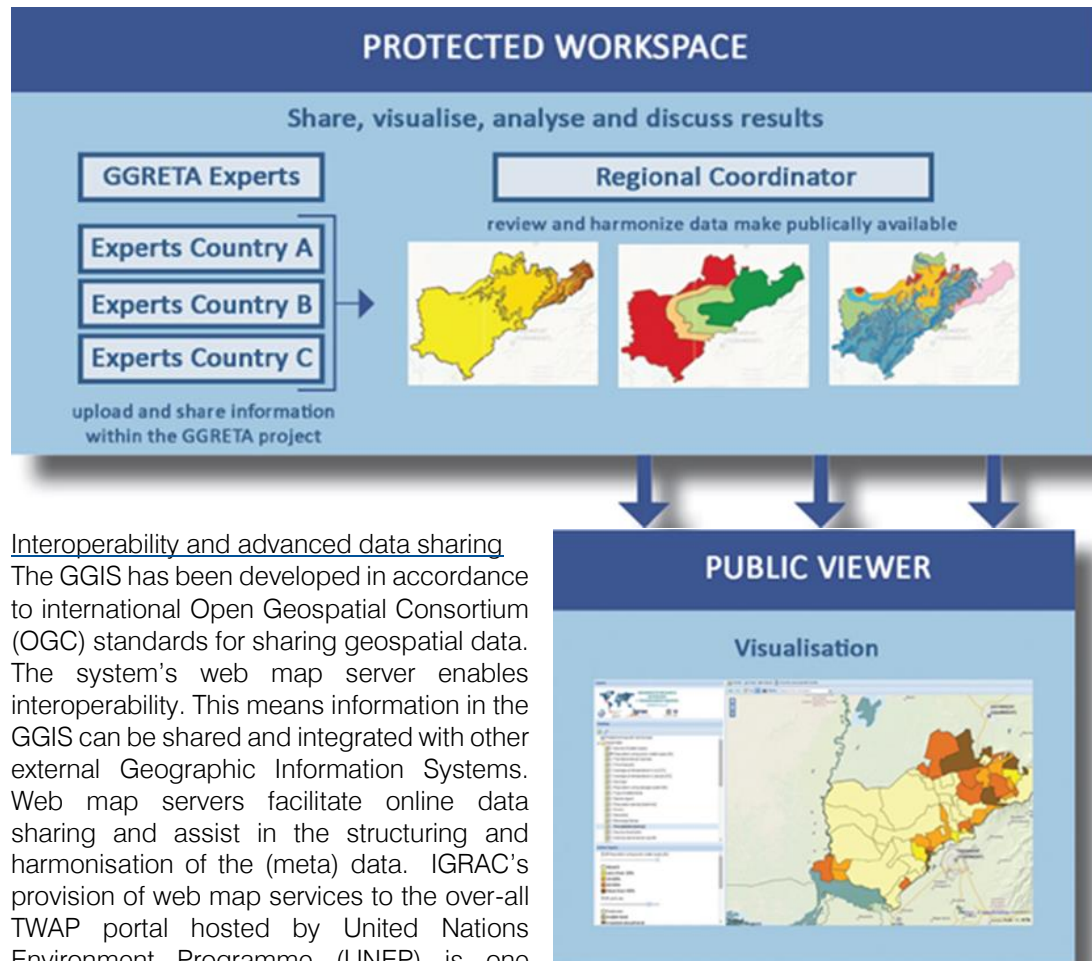 PROTECTED WORKSPACE
Share, visualise, analyse and discuss results
GGRETA Experts
Experts Country A
Experts Country B
Experts Country C
upload and share information
within the GGRETA project
Regional Coordinator
review and harmonize data make publically available
Interoperability and advanced data sharing
The GGIS has been developed in accordance
to international Open Geospatial Consortium
(OGC) standards for sharing geospatial data.
The system's web map server enables
interoperability. This means information in the
GGIS can be shared and integrated with other
external Geographic Information Systems.
Web map servers facilitate online data
sharing and assist in the structuring and
harmonisation of the (meta) data. IGRAC's
provision of web map services to the over-all
TWAP portal hosted by United Nations
Environment Programme (UNEP) is one
PUBLIC VIEWER
Visualisation